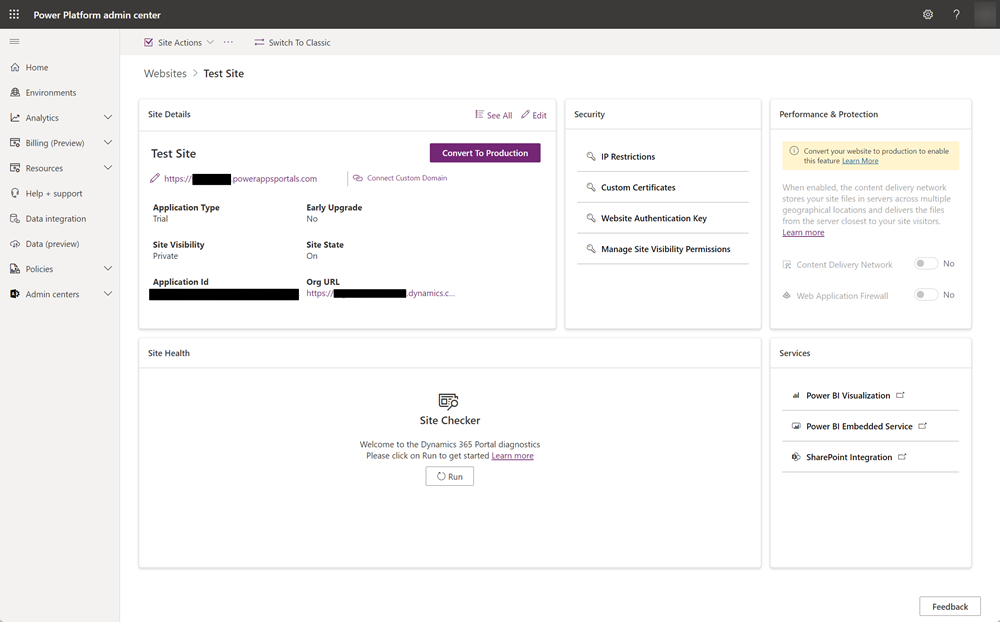 Power Platform admin center
?
Site Actions
···
Switch To Classic
Home
Environments
Analytics
Billing (Preview)
Resources
Help + support
Data integration
Data (preview)
Policies
Admin centers
Websites > Test Site
Site Details
See All
Edit
Test Site
Convert To Production
https://
.powerappsportals.com
Connect Custom Domain
Application Type
Trial
Early Upgrade
No
Site Visibility
Private
Site State
On
Application Id
Org URL
https://
.dynamics.c...
Security
IP Restrictions
Custom Certificates
Website Authentication Key
Manage Site Visibility Permissions
Performance & Protection
Convert your website to production to enable
this feature Learn More
When enabled, the content delivery network
stores your site files in servers across multiple
geographical locations and delivers the files
from the server closest to your site visitors.
Learn more
Content Delivery Network
No
Web Application Firewall
No
Site Health
Site Checker
Welcome to the Dynamics 365 Portal diagnostics
Please click on Run to get started Learn more
Run
Services
Power BI Visualization
Power BI Embedded Service
SharePoint Integration
Feedback